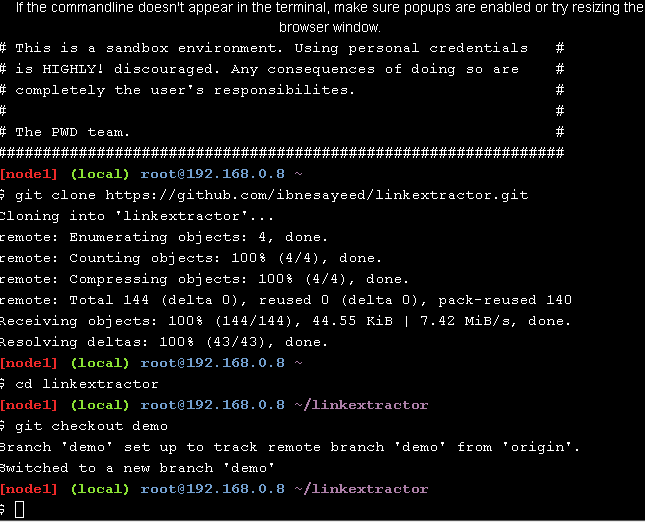 If the commandline doesn't appear in the terminal, make sure popups are enabled or try resizing the
browser window.
# This is a sandbox environment. Using personal credentials #
# is HIGHLY! discouraged. Any consequences of doing so are #
# completely the user's responsibilites. #
# #
# The PWD team. #
################################################################
[node1] (local) root@192.168.0.8 ~
$ git clone https://github.com/ibnesayeed/linkextractor.git
Cloning into 'linkextractor'...
remote: Enumerating objects: 4, done.
remote: Counting objects: 100% (4/4), done.
remote: Compressing objects: 100% (4/4), done.
remote: Total 144 (delta 0), reused 0 (delta 0), pack-reused 140
Receiving objects: 100% (144/144), 44.55 KiB | 7.42 MiB/s, done.
Resolving deltas: 100% (43/43), done.
[node1] (local) root@192.168.0.8 ~
$ cd linkextractor
[node1] (local) root@192.168.0.8 ~/linkextractor
$ git checkout demo
Branch 'demo' set up to track remote branch 'demo' from 'origin'.
Switched to a new branch 'demo'
[node1] (local) root@192.168.0.8 ~/linkextractor
$